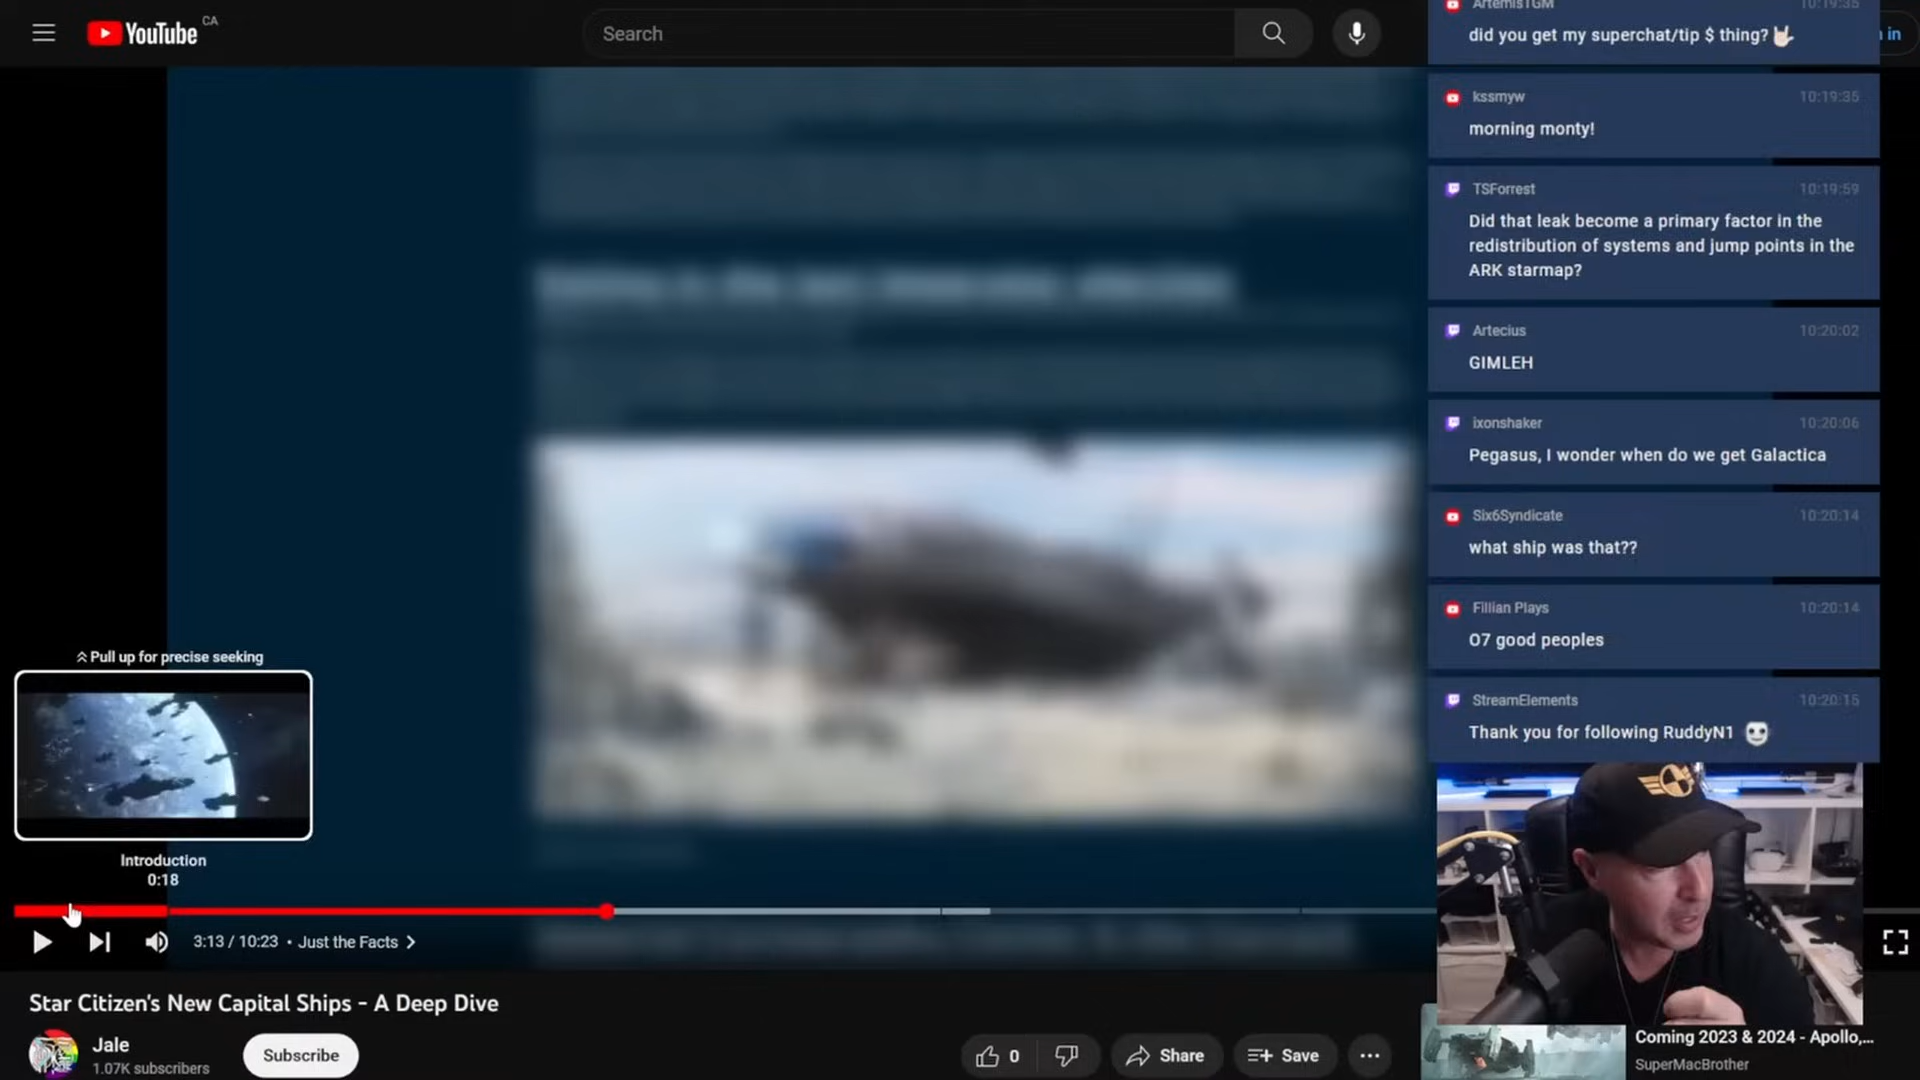 YouTube
CA
Search
in
ArtemisTGM 10:19:35
did you get my superchat/tip $ thing?
kssmyw 10:19:35
morning monty!
TSForrest 10:19:59
Did that leak become a primary factor in the
redistribution of systems and jump points in the
ARK starmap?
Artecius 10:20:02
GIMLEH
ixonshaker 10:20:06
Pegasus, I wonder when do we get Galactica
Six6Syndicate 10:20:14
what ship was that??
Fillian Plays 10:20:14
O7 good peoples
StreamElements 10:20:15
Thank you for following RuddyN1
Pull up for precise seeking
Introduction
0:18
3:13 / 10:23 • Just the Facts
Star Citizen's New Capital Ships - A Deep Dive
Jale
1.07K subscribers
Subscribe
0
Share
Save
Coming 2023 & 2024 - Apollo,...
SuperMacBrother